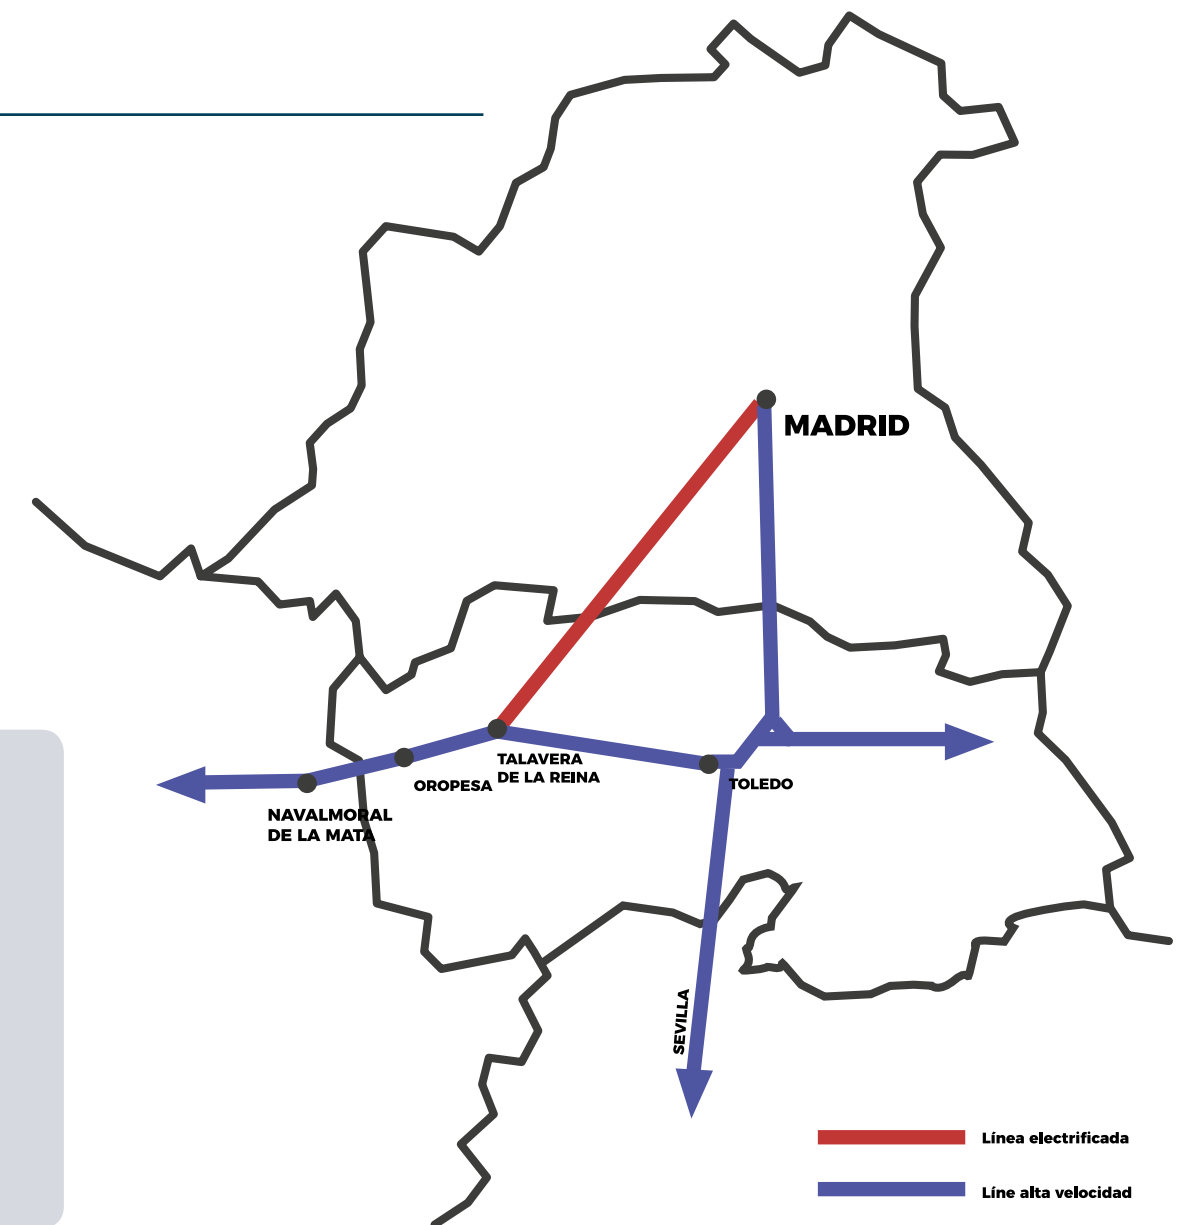 MADRID
TALAVERA
DE LA REINA
OROPESA
TOLEDO
NAVALMORAL
DE LA MATA
SEVILLA
Línea electrificada
Líne alta velocidad